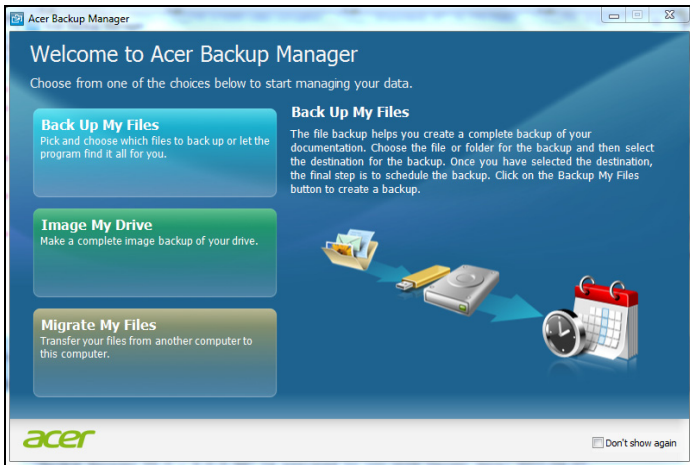 Acer Backup Manager
Welcome to Acer Backup Manager
Choose from one of the choices below to start managing your data.
Back Up My Files
Pick and choose which files to back up or let the
program find it all for you.
Image My Drive
Make a complete image backup of your drive.
Migrate My Files
Transfer your files from another computer to
this computer.
Back Up My Files
The file backup helps you create a complete backup of your
documentation. Choose the file or folder for the backup and then select
the destination for the backup. Once you have selected the destination,
the final step is to schedule the backup. Click on the Backup My Files
button to create a backup.
acer
Don't show again